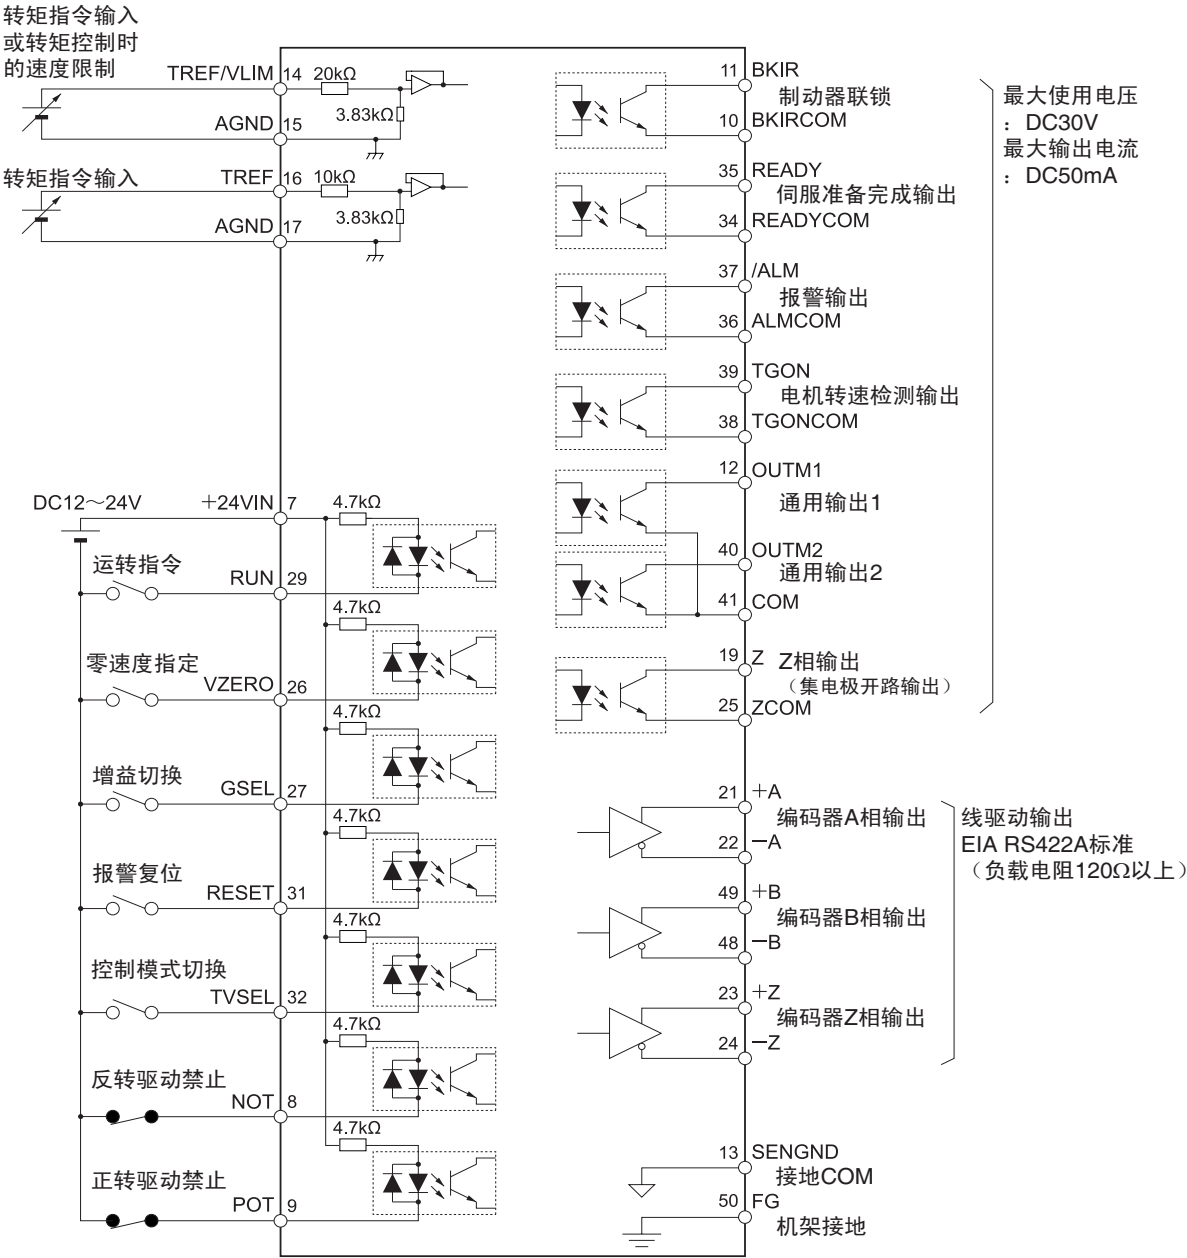 转矩指令输入
或转矩控制时
的速度限制
TREF/VLIM 14 20kΩ
3.83kΩ
AGND 15
转矩指令输入
TREF 16 10kΩ
3.83kΩ
AGND 17
DC12～24V
+24VIN 7 4.7kΩ
运转指令
RUN 29
4.7kΩ
零速度指定
VZERO 26
4.7kΩ
增益切换
GSEL 27
4.7kΩ
报警复位
RESET 31
4.7kΩ
控制模式切换
TVSEL 32
4.7kΩ
反转驱动禁止
NOT 8
4.7kΩ
正转驱动禁止
POT 9
11 BKIR
制动器联锁
10 BKIRCOM
35 READY
伺服准备完成输出
34 READYCOM
37 /ALM
报警输出
36 ALMCOM
39 TGON
电机转速检测输出
38 TGONCOM
12 OUTM1
通用输出1
40 OUTM2
通用输出2
41 COM
19 Z Z相输出
（集电极开路输出）
25 ZCOM
最大使用电压
：DC30V
最大输出电流
：DC50mA
21 +A
编码器A相输出
22 −A
49 +B
编码器B相输出
48 −B
23 +Z
编码器Z相输出
24 −Z
线驱动输出
EIA RS422A标准
（负载电阻120Ω以上）
13 SENGND
接地COM
50 FG
机架接地